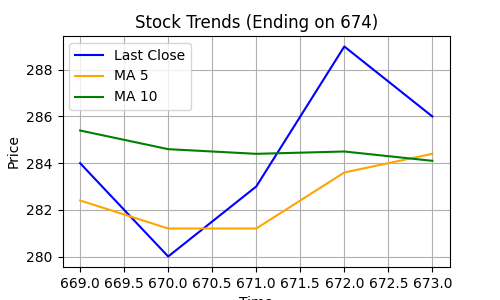 Stock Trends (Ending on 674)
Last Close
MA 5
MA 10
Price
288
286
284
282
280
669.0 669.5 670.0 670.5 671.0 671.5 672.0 672.5 673.0
Time